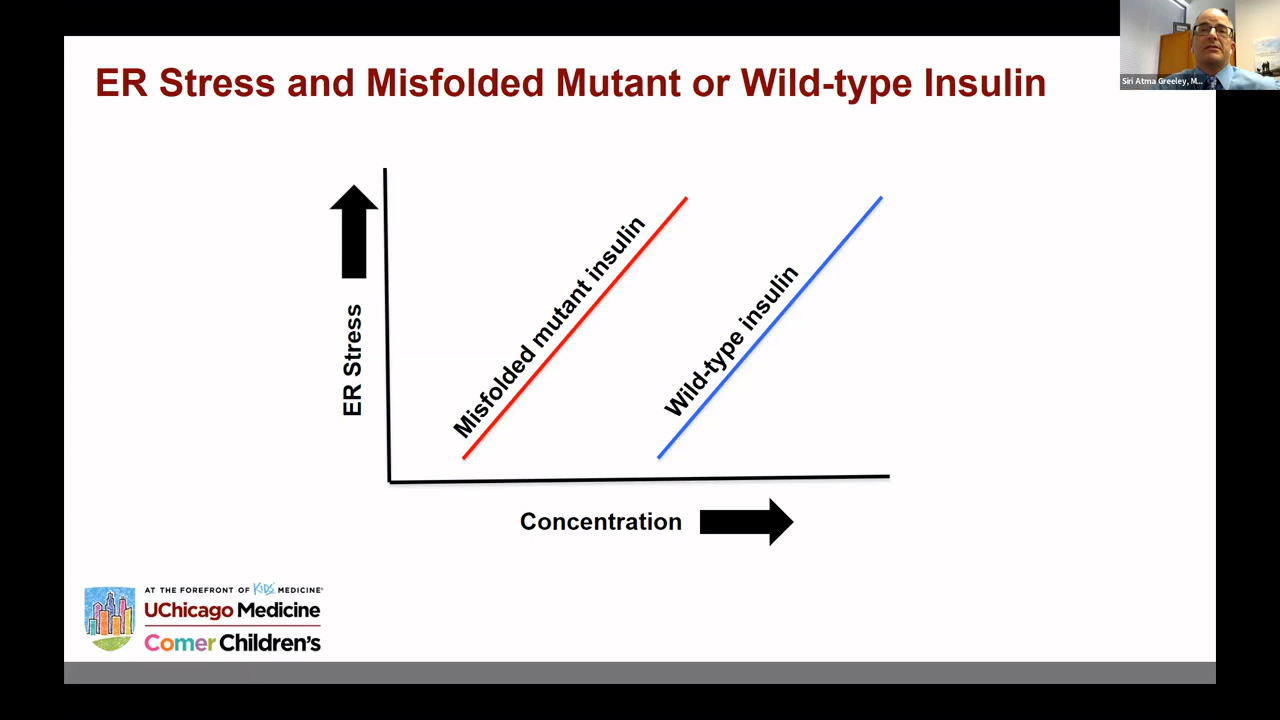 ER Stress and Misfolded Mutant or Wild-type Insulin
Siri Atma Greeley, M...
ER Stress
Misfolded mutant insulin
Wild-type insulin
Concentration
AT THE FOREFRONT OF KIDS' MEDICINE®
UChicago Medicine
Comer Children's